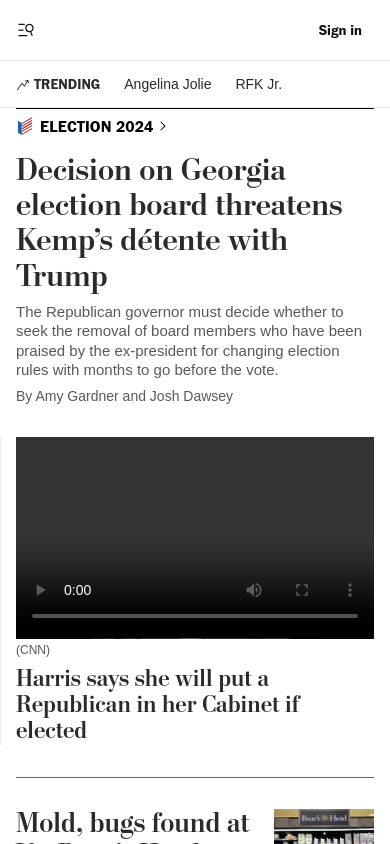 Sign in
TRENDING Angelina Jolie RFK Jr.
ELECTION 2024
Decision on Georgia
election board threatens
Kemp’s détente with
Trump
The Republican governor must decide whether to
seek the removal of board members who have been
praised by the ex-president for changing election
rules with months to go before the vote.
By Amy Gardner and Josh Dawsey
0:00
(CNN)
Harris says she will put a
Republican in her Cabinet if
elected
Mold, bugs found at
Boar's Head